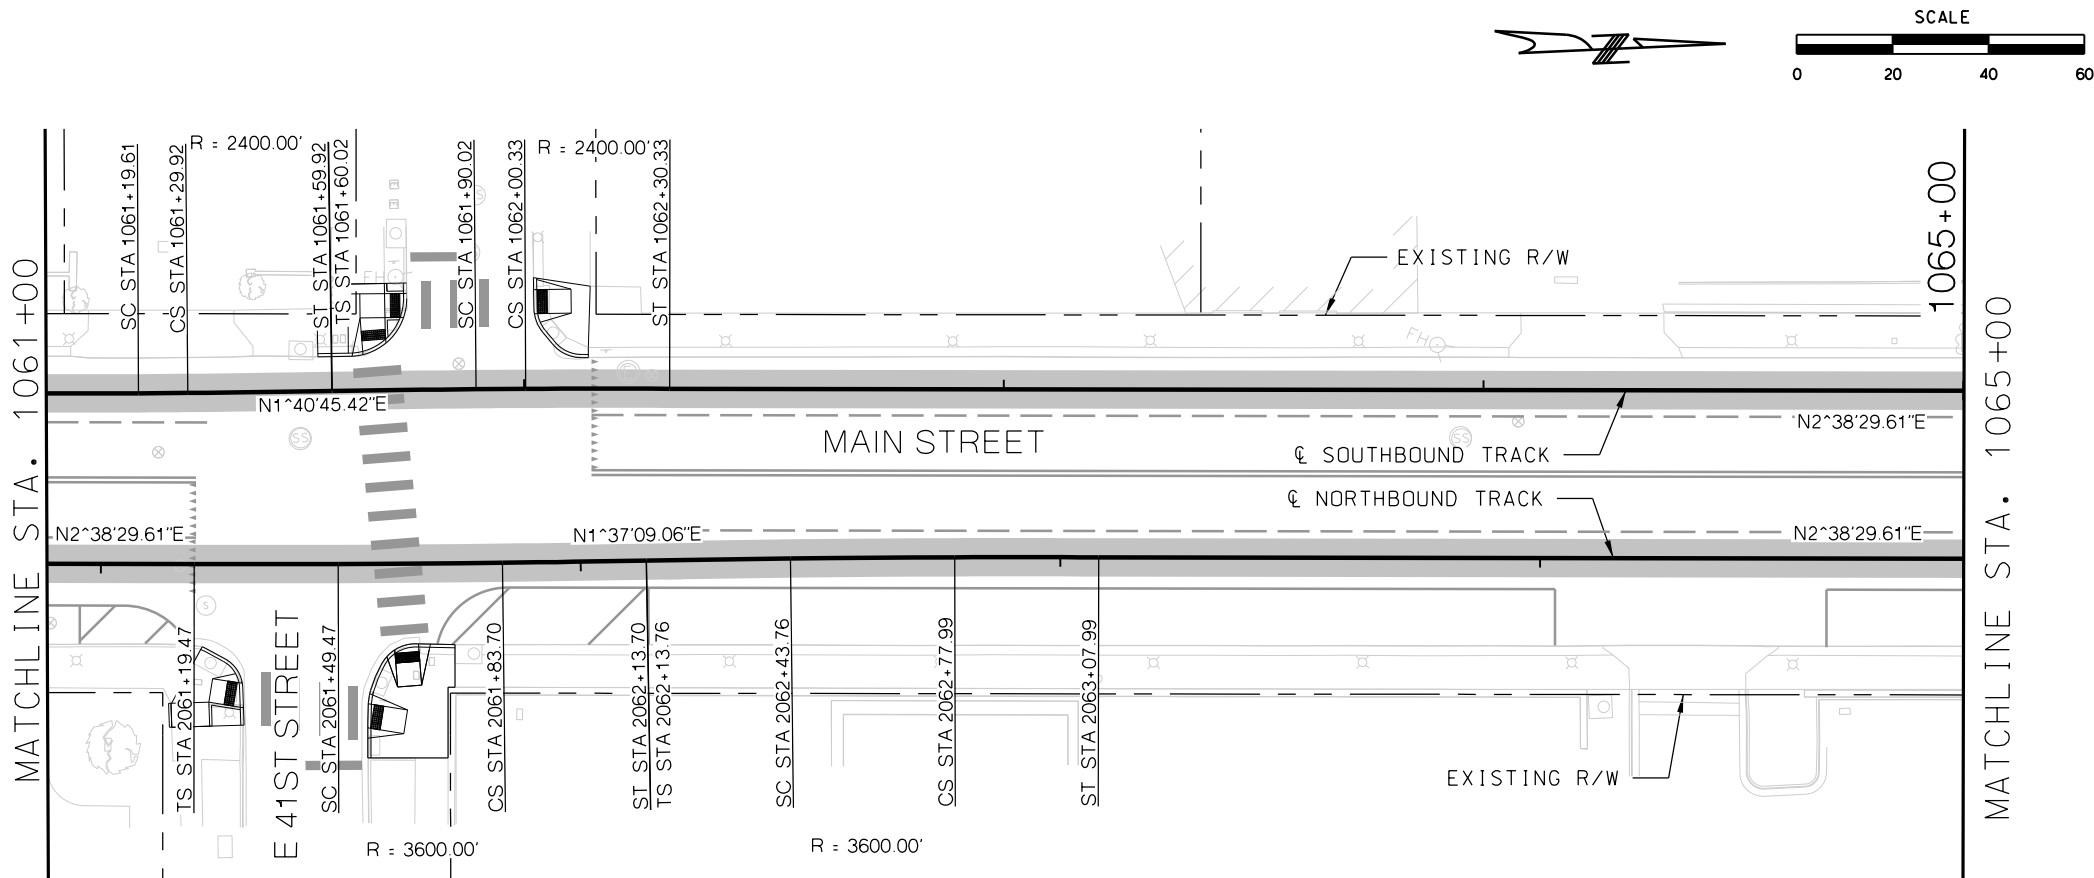 SCALE
0 20 40 60
R = 2400.00'
R = 2400.00'
SC STA 1061+19.61
CS STA 1061+29.92
ST STA 1061+59.92
TS STA 1061+60.02
SC STA 1061+90.02
CS STA 1062+00.33
ST STA 1062+30.33
1065+00
EXISTING R/W
FH
FH
MATCHLINE STA. 1061+00
MATCHLINE STA. 1065+00
N1^40'45.42"E
N2^38'29.61"E
SS
SS
MAIN STREET
℄ SOUTHBOUND TRACK
℄ NORTHBOUND TRACK
N2^38'29.61"E
N1^37'09.06"E
N2^38'29.61"E
S
S
E 41ST STREET
TS STA 2061+19.47
SC STA 2061+49.47
CS STA 2061+83.70
ST STA 2062+13.70
TS STA 2062+13.76
SC STA 2062+43.76
CS STA 2062+77.99
ST STA 2063+07.99
EXISTING R/W
R = 3600.00'
R = 3600.00'